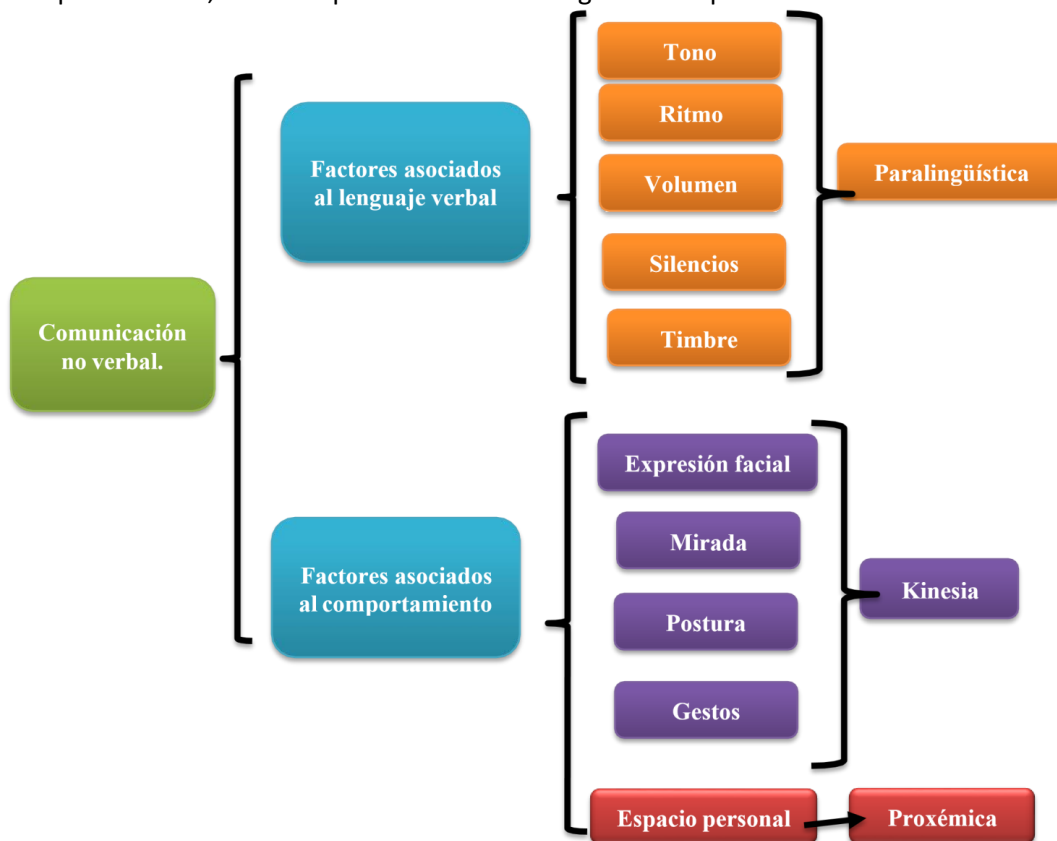 Tono
Ritmo
Volumen
Silencios
Timbre
Paralingüística
Factores asociados
al lenguaje verbal
Comunicación
no verbal.
Factores asociados
al comportamiento
Expresión facial
Mirada
Postura
Gestos
Kinesia
Espacio personal
Proxémica